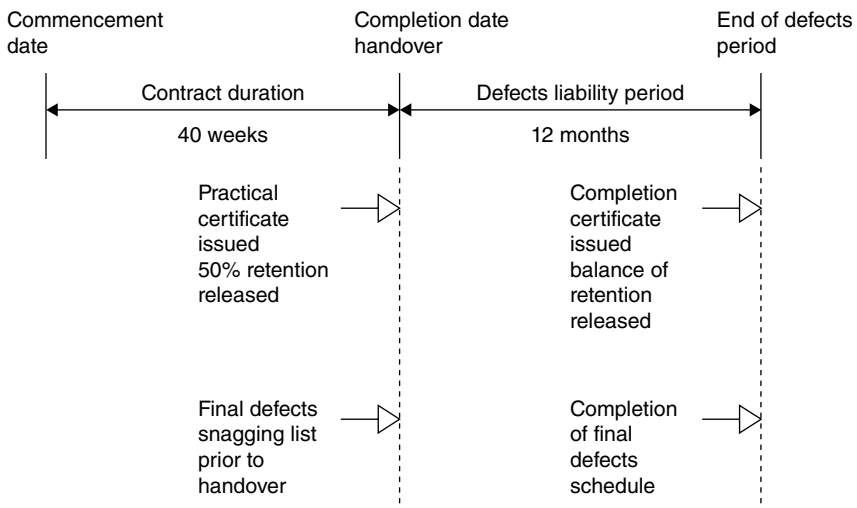 Commencement
date
Completion date
handover
End of defects
period
Contract duration
40 weeks
Defects liability period
12 months
Practical
certificate
issued
50% retention
released
Completion
certificate
issued
balance of
retention
released
Final defects
snagging list
prior to
handover
Completion
of final
defects
schedule